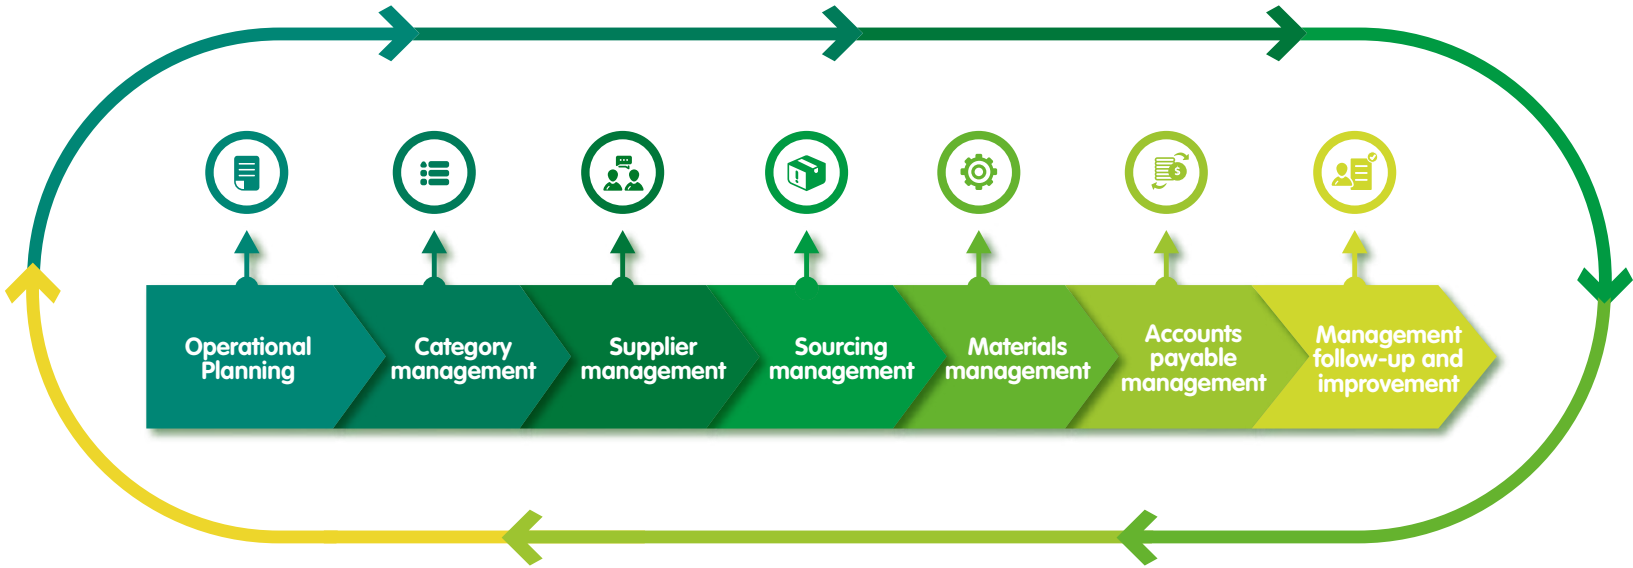 Operational
Planning
Category
management
Supplier
management
Sourcing
management
Materials
management
Accounts
payable
management
Management
follow-up and
improvement